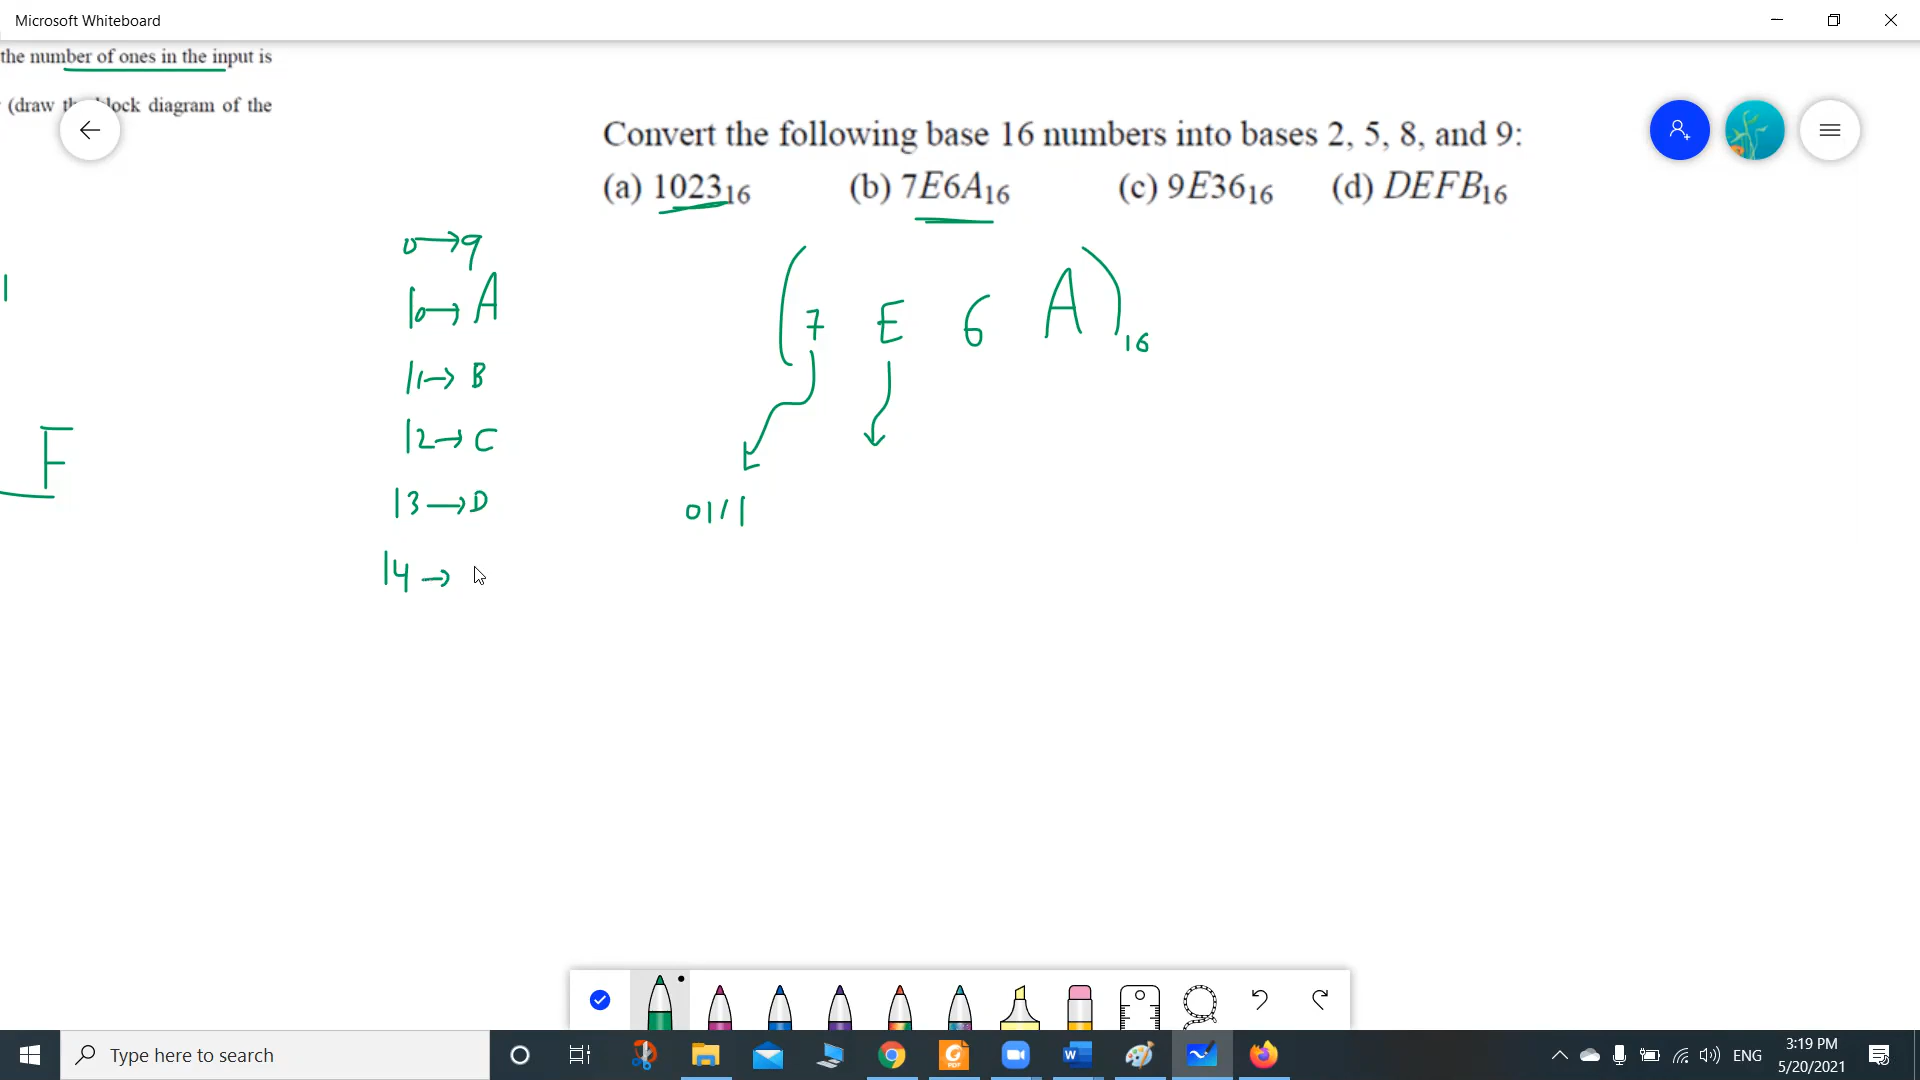 Microsoft Whiteboard
the number of ones in the input is
(draw the block diagram of the
Convert the following base 16 numbers into bases 2, 5, 8, and 9:
(a) 1023₁₆ (b) 7E6A₁₆ (c) 9E36₁₆ (d) DEFB₁₆
0 → 9
10 → A
11 → B
12 → C
13 → D
14 →
(7 E 6 A)₁₆
0111
1
F
Type here to search
ENG
3:19 PM
5/20/2021